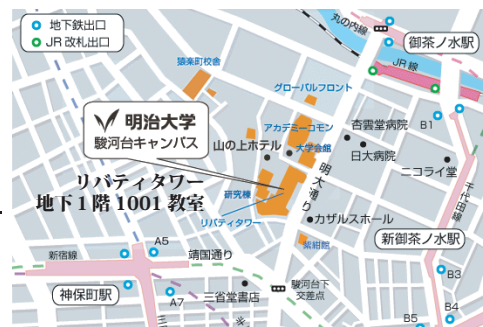 地下鉄出口
JR 改札出口
丸の内線
御茶ノ水駅
JR 線
猿楽町校舎
グローバルフロント
明治大学
駿河台キャンパス
アカデミーコモン
杏雲堂病院
B1
山の上ホテル
大学会館
日大病院
ニコライ堂
リバティタワー
地下1階 1001 教室
研究棟
明大通り
千代田線
リバティタワー
カザルスホール
紫紺館
新御茶ノ水駅
新宿線
A5
靖国通り
B3
神保町駅
A7
三省堂書店
駿河台下
交差点
B4
B5